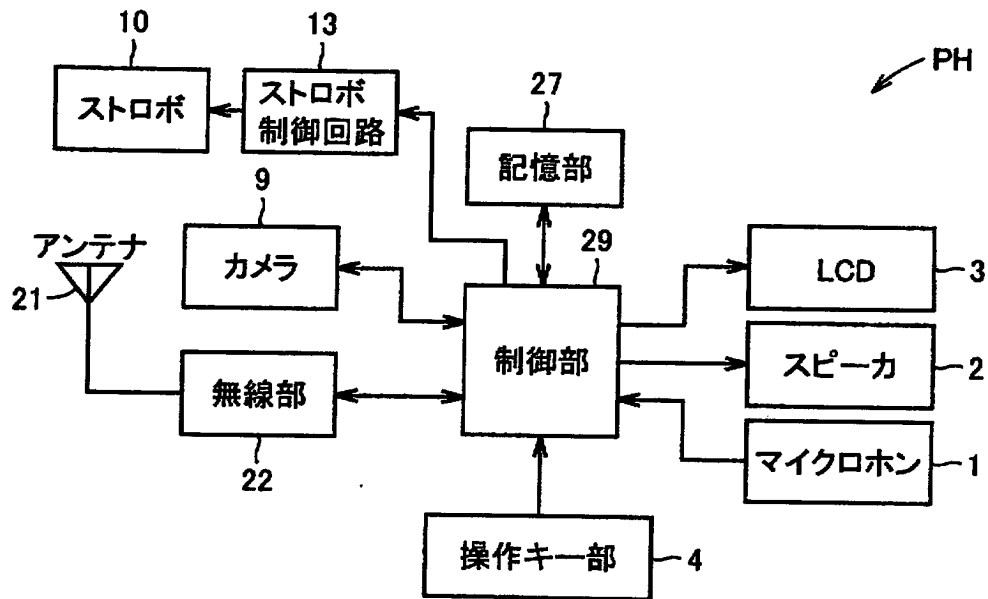 10
13
PH
ストロボ
ストロボ
制御回路
27
記憶部
9
カメラ
アンテナ
21
29
LCD
3
制御部
スピーカ
2
無線部
22
マイクロホン
1
操作キー部
4